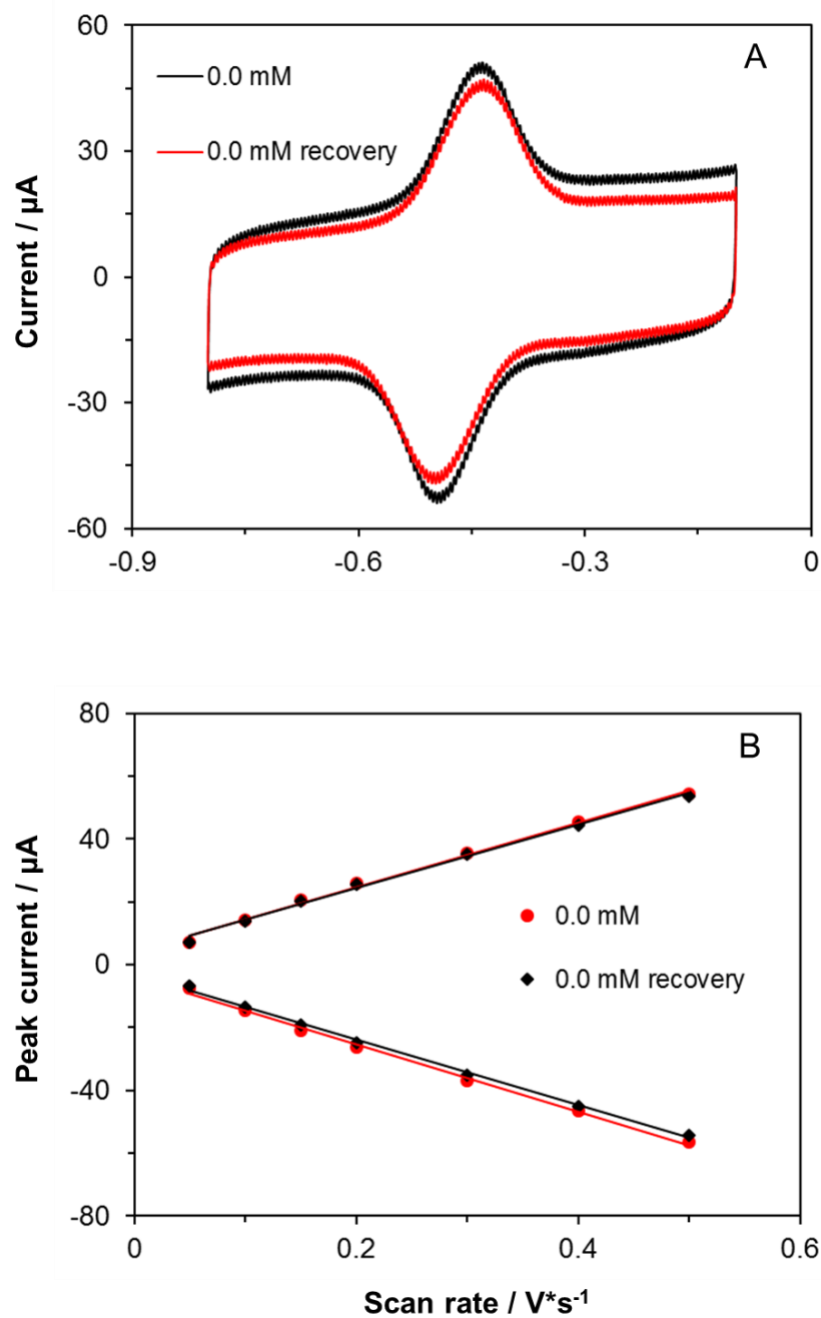 A
60
0.0 mM
30
0.0 mM recovery
0
-30
-60
-0.9 -0.6 -0.3 0
Current / µA
B
80
40
0.0 mM
0
0.0 mM recovery
-40
-80
0 0.2 0.4 0.6
Peak current / µA
Scan rate / V*s⁻¹